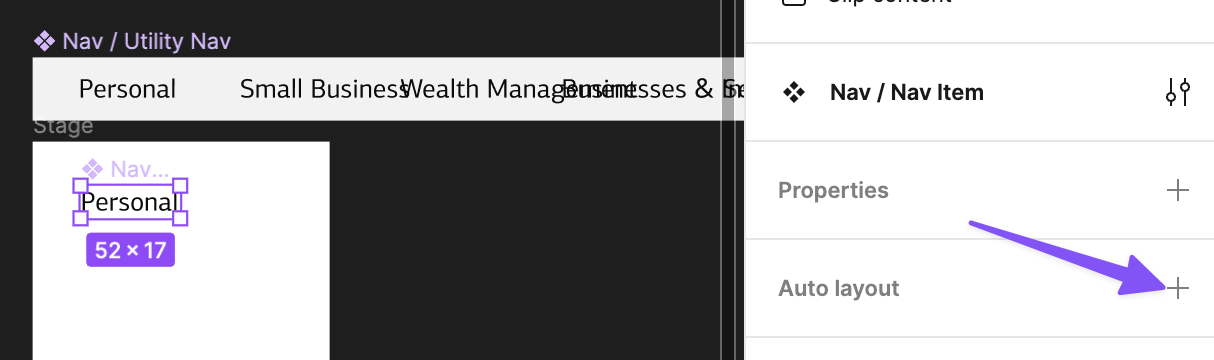 Clip content
Nav / Utility Nav
Personal
Small Business
Wealth Management
Businesses & In
Nav / Nav Item
Stage
Nav...
Personal
Properties
52 × 17
Auto layout